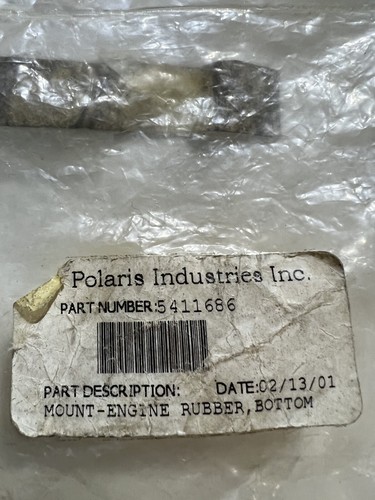 Polaris Industries Inc.
PART NUMBER:5411686
PART DESCRIPTION: DATE:02/13/01
MOUNT-ENGINE RUBBER,BOTTOM